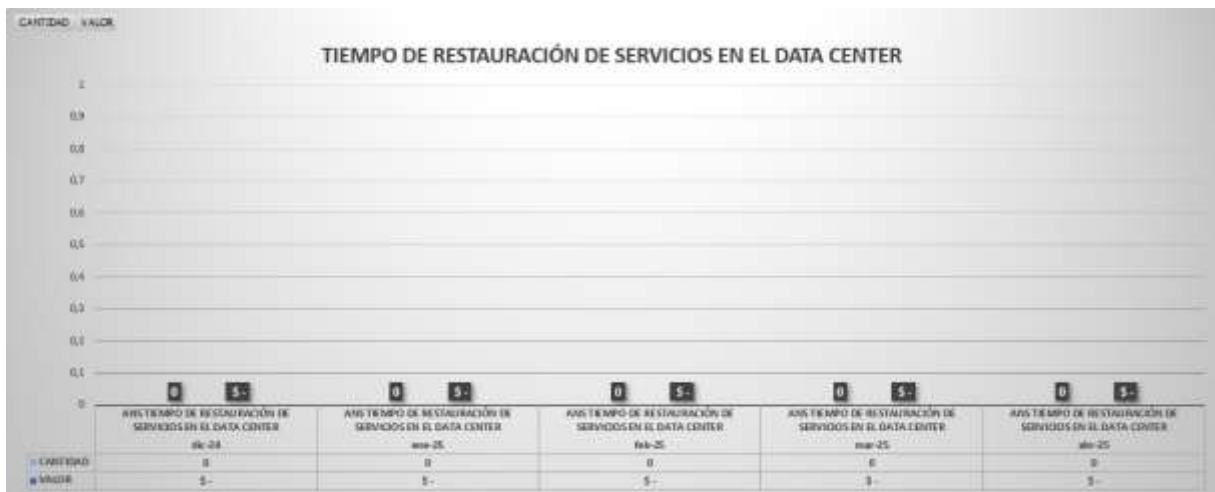 CANTIDAD VALOR
TIEMPO DE RESTAURACIÓN DE SERVICIOS EN EL DATA CENTER
1
0,9
0,8
0,7
0,6
0,5
0,4
0,3
0,2
0,1
0
0 $- 0 $- 0 $- 0 $- 0 $-
ANS TIEMPO DE RESTAURACIÓN DE SERVICIOS EN EL DATA CENTER
ANS TIEMPO DE RESTAURACIÓN DE SERVICIOS EN EL DATA CENTER
ANS TIEMPO DE RESTAURACIÓN DE SERVICIOS EN EL DATA CENTER
ANS TIEMPO DE RESTAURACIÓN DE SERVICIOS EN EL DATA CENTER
ANS TIEMPO DE RESTAURACIÓN DE SERVICIOS EN EL DATA CENTER
dic-24 ene-25 feb-25 mar-25 abr-25
CANTIDAD 0 0 0 0 0
VALOR $- $- $- $- $-